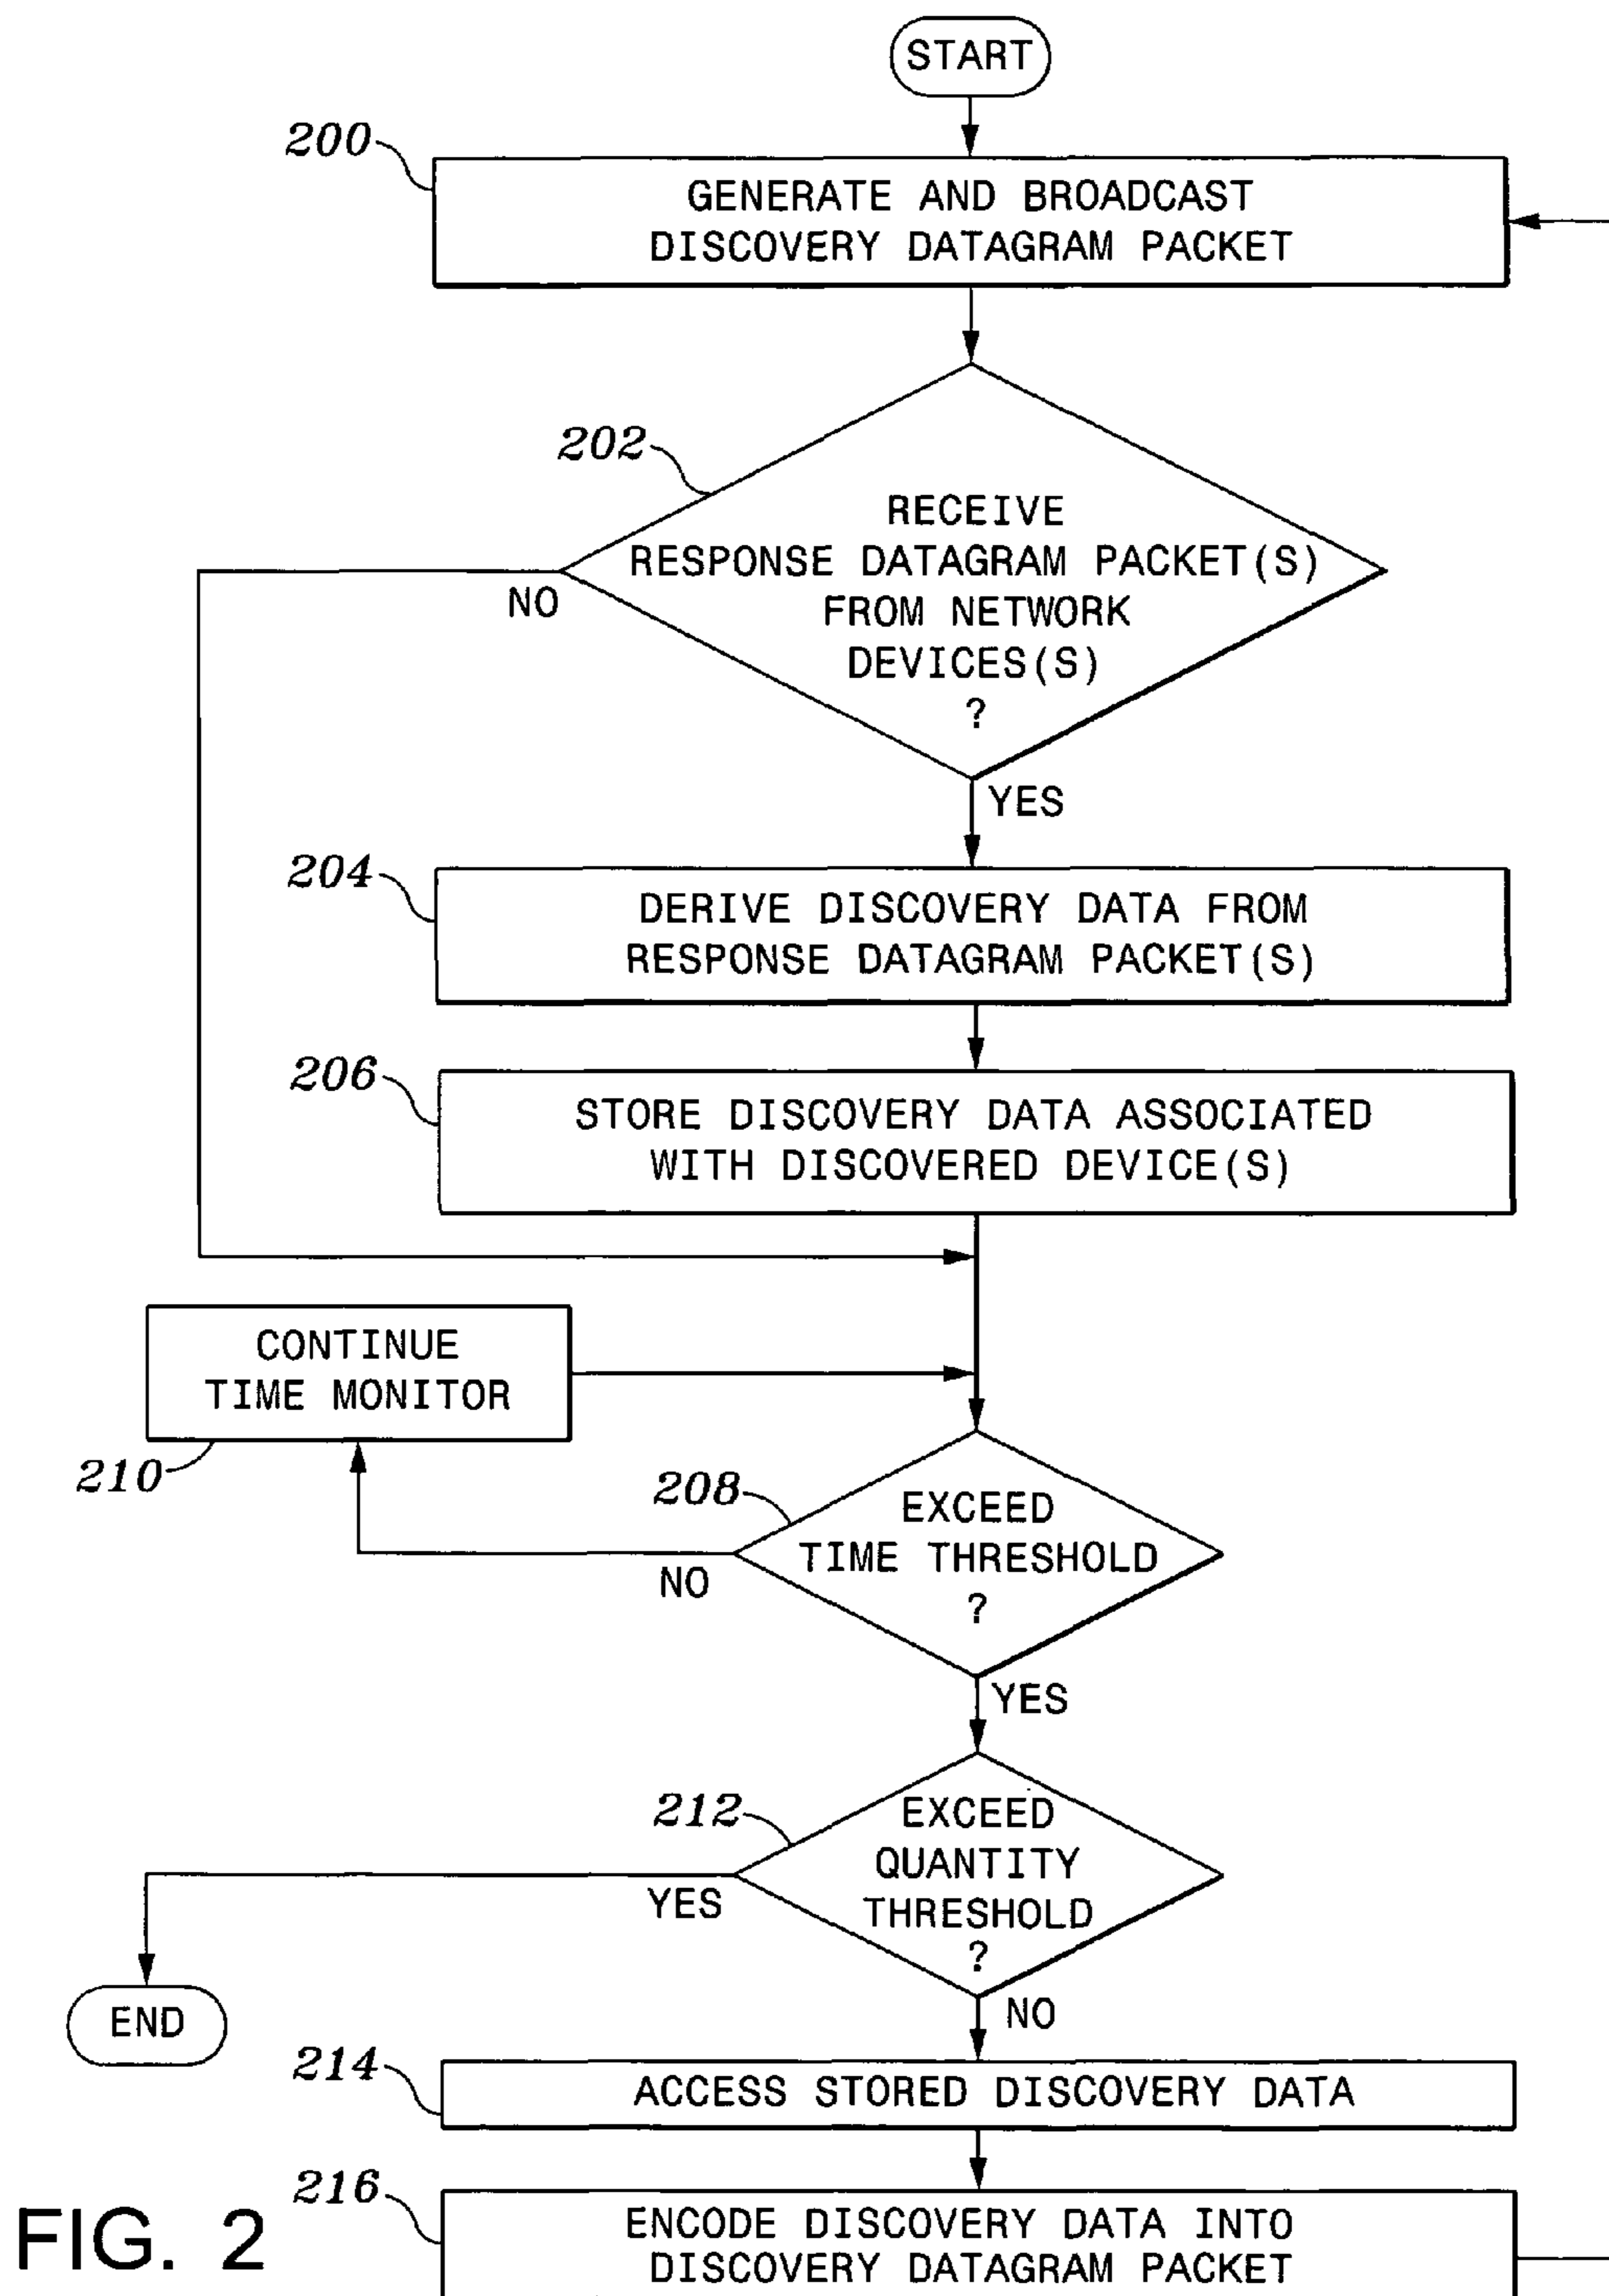 START
200
GENERATE AND BROADCAST
DISCOVERY DATAGRAM PACKET
202
RECEIVE
RESPONSE DATAGRAM PACKET(S)
FROM NETWORK
DEVICES(S)
?
NO
YES
204
DERIVE DISCOVERY DATA FROM
RESPONSE DATAGRAM PACKET(S)
206
STORE DISCOVERY DATA ASSOCIATED
WITH DISCOVERED DEVICE(S)
CONTINUE
TIME MONITOR
210
208
EXCEED
TIME THRESHOLD
?
NO
YES
212
EXCEED
QUANTITY
THRESHOLD
?
YES
NO
END
214
ACCESS STORED DISCOVERY DATA
216
ENCODE DISCOVERY DATA INTO
DISCOVERY DATAGRAM PACKET
FIG. 2